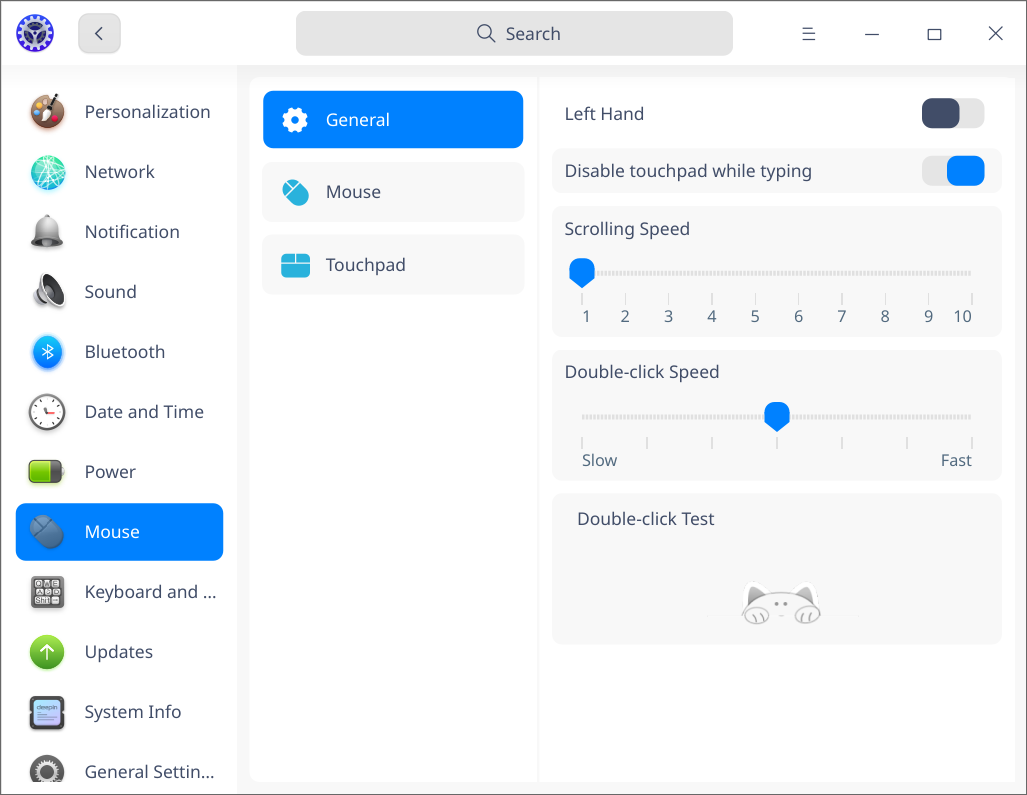 Search
Personalization
Network
Notification
Sound
Bluetooth
Date and Time
Power
Mouse
Keyboard and ...
Updates
deepin
System Info
General Settin...
General
Mouse
Touchpad
Left Hand
Disable touchpad while typing
Scrolling Speed
1 2 3 4 5 6 7 8 9 10
Double-click Speed
Slow Fast
Double-click Test